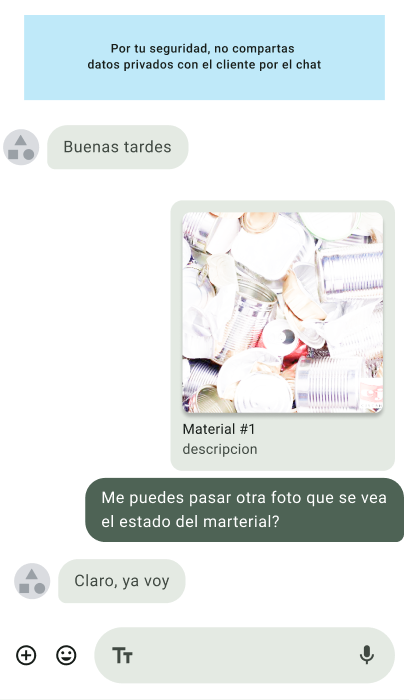 Por tu seguridad, no compartas
datos privados con el cliente por el chat
Buenas tardes
Material #1
descripcion
Me puedes pasar otra foto que se vea
el estado del marterial?
Claro, ya voy
Tт